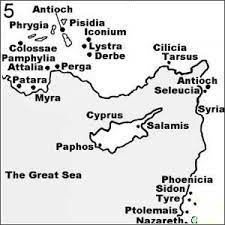 5
Antioch
Pisidia
Phrygia
Iconium
Colossae
Lystra
Pamphylia
Derbe
Attalia
Perga
Patara
Myra
Cilicia
Tarsus
Antioch
Seleucia
Syria
Cyprus
Salamis
Paphos
The Great Sea
Phoenicia
Sidon
Tyre
Ptolemais
Nazareth